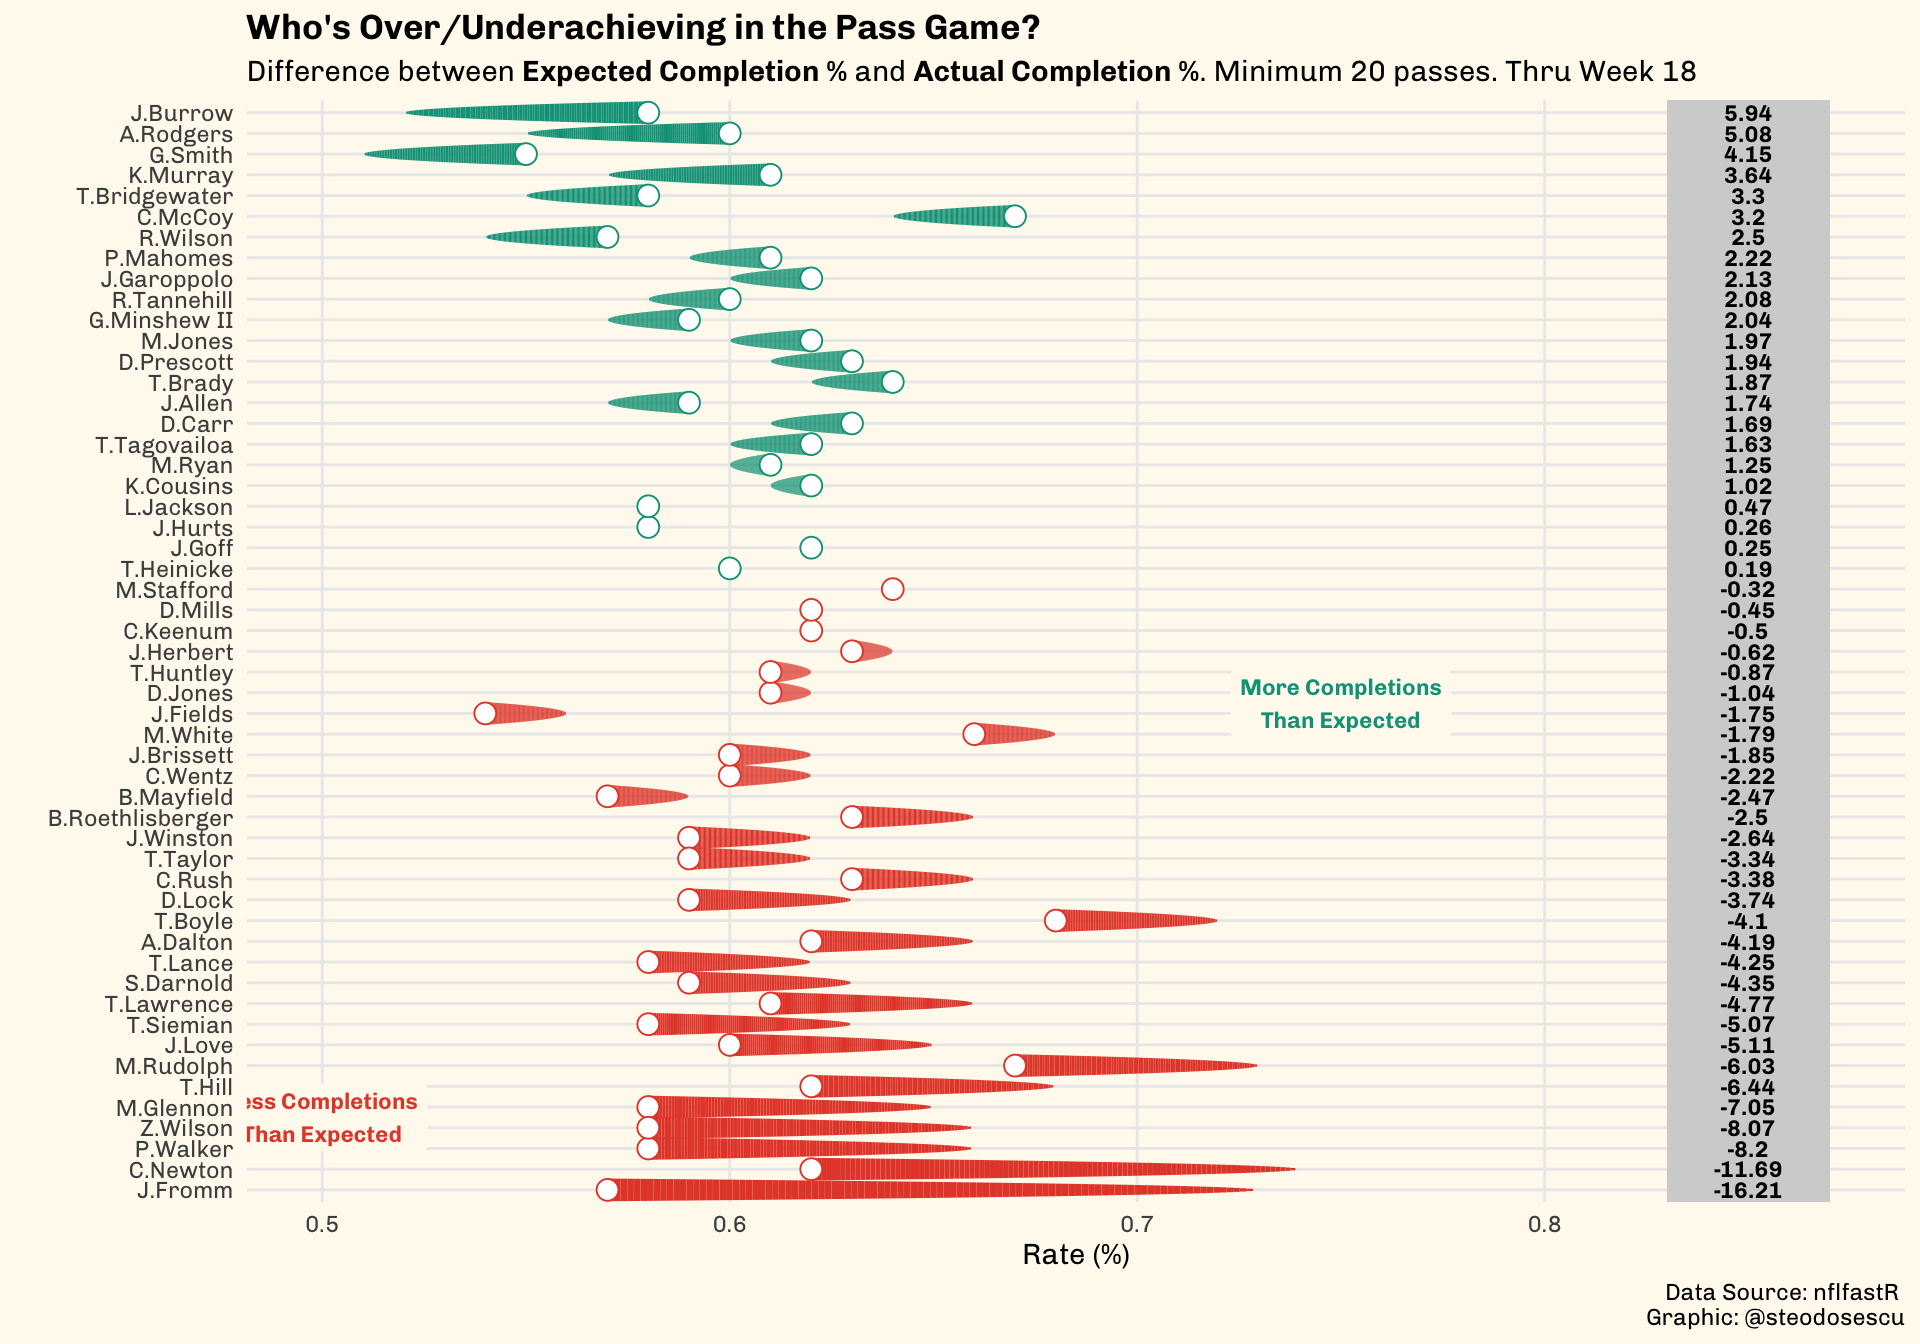 Who's Over/Underachieving in the Pass Game?
Difference between Expected Completion % and Actual Completion %. Minimum 20 passes. Thru Week 18
J.Burrow 5.94
A.Rodgers 5.08
G.Smith 4.15
K.Murray 3.64
T.Bridgewater 3.3
C.McCoy 3.2
R.Wilson 2.5
P.Mahomes 2.22
J.Garoppolo 2.13
R.Tannehill 2.08
G.Minshew II 2.04
M.Jones 1.97
D.Prescott 1.94
T.Brady 1.87
J.Allen 1.74
D.Carr 1.69
T.Tagovailoa 1.63
M.Ryan 1.25
K.Cousins 1.02
L.Jackson 0.47
J.Hurts 0.26
J.Goff 0.25
T.Heinicke 0.19
M.Stafford -0.32
D.Mills -0.45
C.Keenum -0.5
J.Herbert -0.62
T.Huntley -0.87
D.Jones -1.04
More Completions
Than Expected
J.Fields -1.75
M.White -1.79
J.Brissett -1.85
C.Wentz -2.22
B.Mayfield -2.47
B.Roethlisberger -2.5
J.Winston -2.64
T.Taylor -3.34
C.Rush -3.38
D.Lock -3.74
T.Boyle -4.1
A.Dalton -4.19
T.Lance -4.25
S.Darnold -4.35
T.Lawrence -4.77
T.Siemian -5.07
J.Love -5.11
M.Rudolph -6.03
T.Hill -6.44
ess Completions
Than Expected
M.Glennon -7.05
Z.Wilson -8.07
P.Walker -8.2
C.Newton -11.69
J.Fromm -16.21
0.5 0.6 0.7 0.8
Rate (%)
Data Source: nflfastR
Graphic: @steodosescu